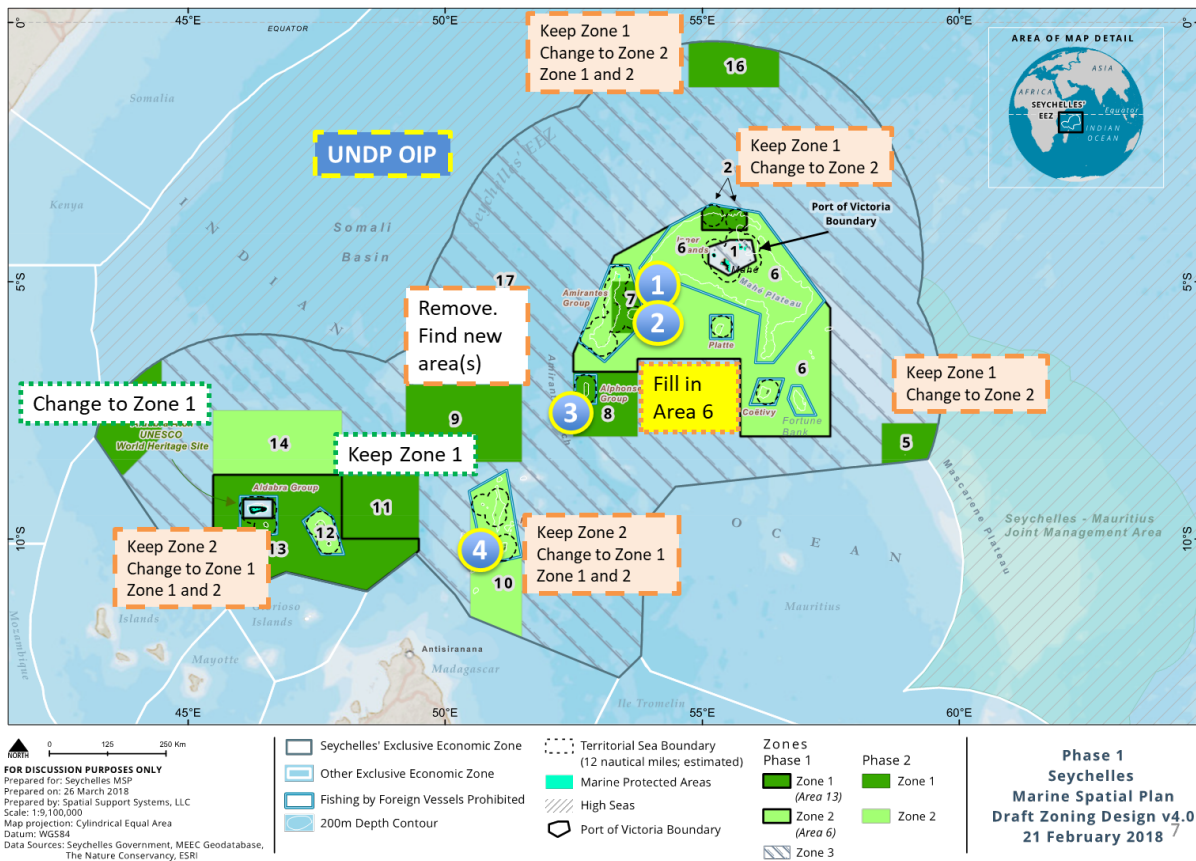 45°E
50°E
55°E
60°E
0°
EQUATOR
0°
Keep Zone 1
Change to Zone 2
Zone 1 and 2
16
AREA OF MAP DETAIL
ASIA
AFRICA
SEYCHELLES'
EEZ
Equator
INDIAN
OCEAN
Somalia
UNDP OIP
Seychelles EEZ
Keep Zone 1
Change to Zone 2
2
Kenya
Port of Victoria
Boundary
INDIAN
Somali
Basin
6
1
Mahé
6
5°S
17
5°S
Mahé Plateau
Amirantes
Group
7
1
2
Platte
Remove.
Find new
area(s)
6
Fill in
Area 6
Keep Zone 1
Change to Zone 2
Alphonse
Group
3
8
Coëtivy
Fortune
Bank
Change to Zone 1
UNESCO
World Heritage Site
14
9
5
Keep Zone 1
Aldabra Group
11
Mascarene Plateau
12
13
10°S
OCEAN
10°S
Seychelles - Mauritius
Joint Management Area
Keep Zone 2
Change to Zone 1
Zone 1 and 2
4
10
Keep Zone 2
Change to Zone 1
Zone 1 and 2
Islands
Islands
Mauritius
Mozambique
Mayotte
Antisiranana
Madagascar
Ile Tromelin
45°E
50°E
55°E
60°E
NORTH
0 125 250 Km
FOR DISCUSSION PURPOSES ONLY
Prepared for: Seychelles MSP
Prepared on: 26 March 2018
Prepared by: Spatial Support Systems, LLC
Scale: 1:9,100,000
Map projection: Cylindrical Equal Area
Datum: WGS84
Data Sources: Seychelles Government, MEEC Geodatabase,
The Nature Conservancy, ESRI
Seychelles' Exclusive Economic Zone
Other Exclusive Economic Zone
Fishing by Foreign Vessels Prohibited
200m Depth Contour
Territorial Sea Boundary
(12 nautical miles; estimated)
Marine Protected Areas
High Seas
Port of Victoria Boundary
Zones
Phase 1
Zone 1
(Area 13)
Zone 2
(Area 6)
Zone 3
Phase 2
Zone 1
Zone 2
Phase 1
Seychelles
Marine Spatial Plan
Draft Zoning Design v4.0
21 February 2018
7